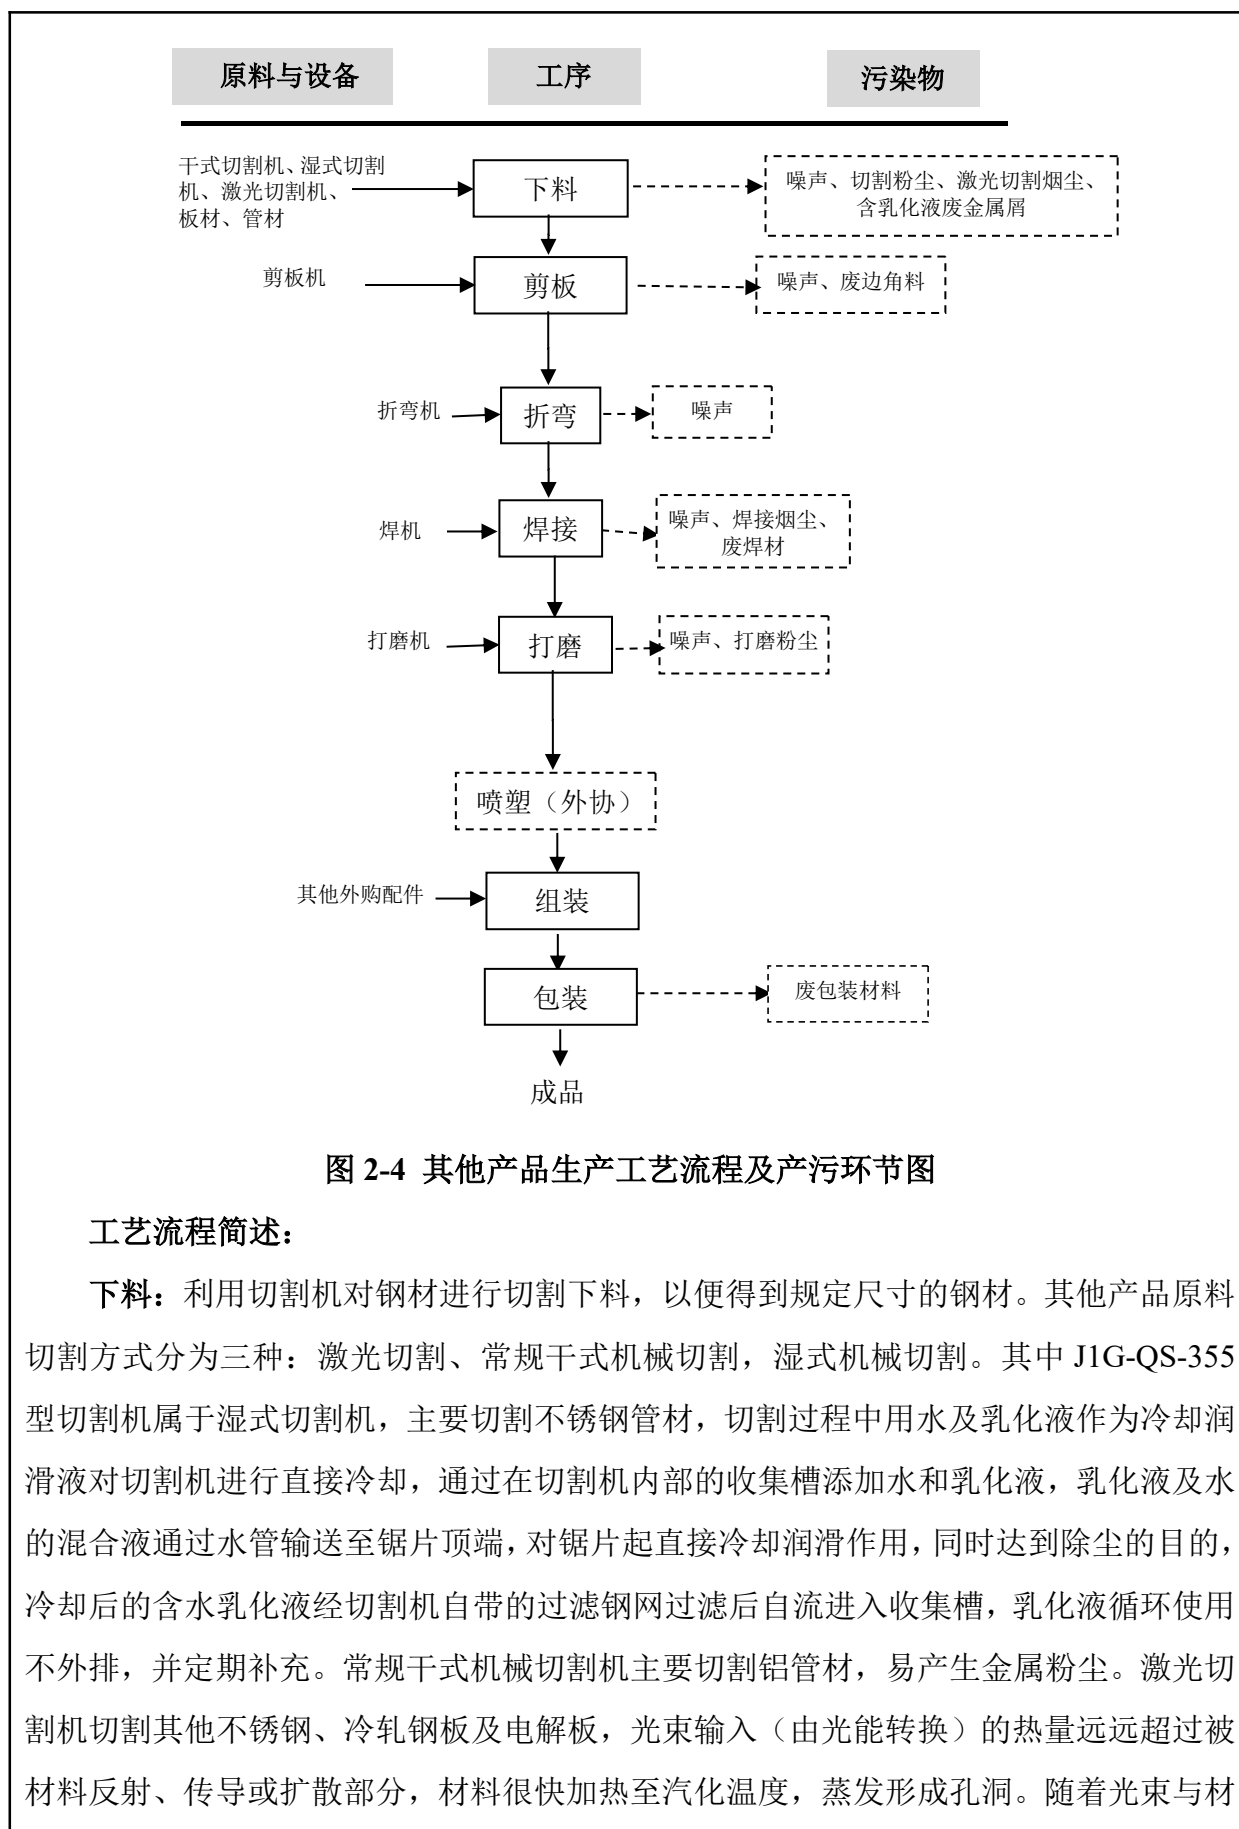 原料与设备 工序 污染物
干式切割机、湿式切割
机、激光切割机、
板材、管材
下料
噪声、切割粉尘、激光切割烟尘、
含乳化液废金属屑
剪板机
剪板
噪声、废边角料
折弯机
折弯
噪声
焊机
焊接
噪声、焊接烟尘、
废焊材
打磨机
打磨
噪声、打磨粉尘
喷塑（外协）
其他外购配件
组装
包装
废包装材料
成品
图 2-4 其他产品生产工艺流程及产污环节图
工艺流程简述：
下料：利用切割机对钢材进行切割下料，以便得到规定尺寸的钢材。其他产品原料
切割方式分为三种：激光切割、常规干式机械切割，湿式机械切割。其中 J1G-QS-355
型切割机属于湿式切割机，主要切割不锈钢管材，切割过程中用水及乳化液作为冷却润
滑液对切割机进行直接冷却，通过在切割机内部的收集槽添加水和乳化液，乳化液及水
的混合液通过水管输送至锯片顶端，对锯片起直接冷却润滑作用，同时达到除尘的目的，
冷却后的含水乳化液经切割机自带的过滤钢网过滤后自流进入收集槽，乳化液循环使用
不外排，并定期补充。常规干式机械切割机主要切割铝管材，易产生金属粉尘。激光切
割机切割其他不锈钢、冷轧钢板及电解板，光束输入（由光能转换）的热量远远超过被
材料反射、传导或扩散部分，材料很快加热至汽化温度，蒸发形成孔洞。随着光束与材